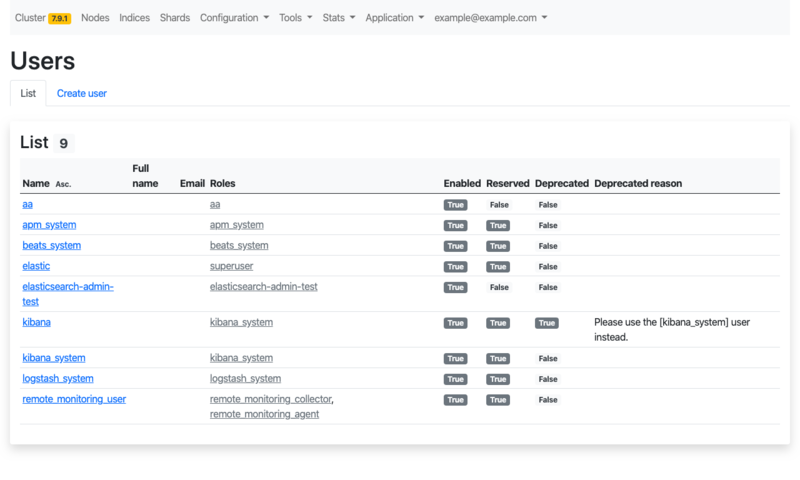 Cluster 7.9.1 Nodes Indices Shards Configuration Tools Stats Application example@example.com
Users
List Create user
List 9
Full
Name Asc. name Email Roles Enabled Reserved Deprecated Deprecated reason
aa aa True False False
apm_system apm_system True True False
beats_system beats_system True True False
elastic superuser True True False
elasticsearch-admin- elasticsearch-admin-test True False False
test
kibana kibana_system True True True Please use the [kibana_system] user
instead.
kibana_system kibana_system True True False
logstash_system logstash_system True True False
remote_monitoring_user remote_monitoring_collector, True True False
remote_monitoring_agent